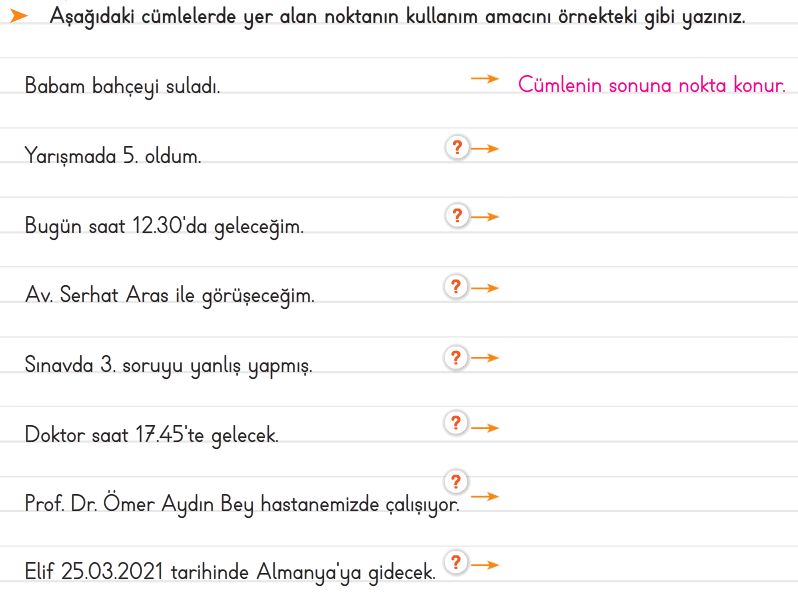 Aşağıdaki cümlelerde yer alan noktanın kullanım amacını örnekteki gibi yazınız.
Babam bahçeyi suladı. Cümlenin sonuna nokta konur.
Yarışmada 5. oldum. ?
Bugün saat 12.30'da geleceğim. ?
Av. Serhat Aras ile görüşeceğim. ?
Sınavda 3. soruyu yanlış yapmış. ?
Doktor saat 17.45'te gelecek. ?
Prof. Dr. Ömer Aydın Bey hastanemizde çalışıyor. ?
Elif 25.03.2021 tarihinde Almanya'ya gidecek. ?